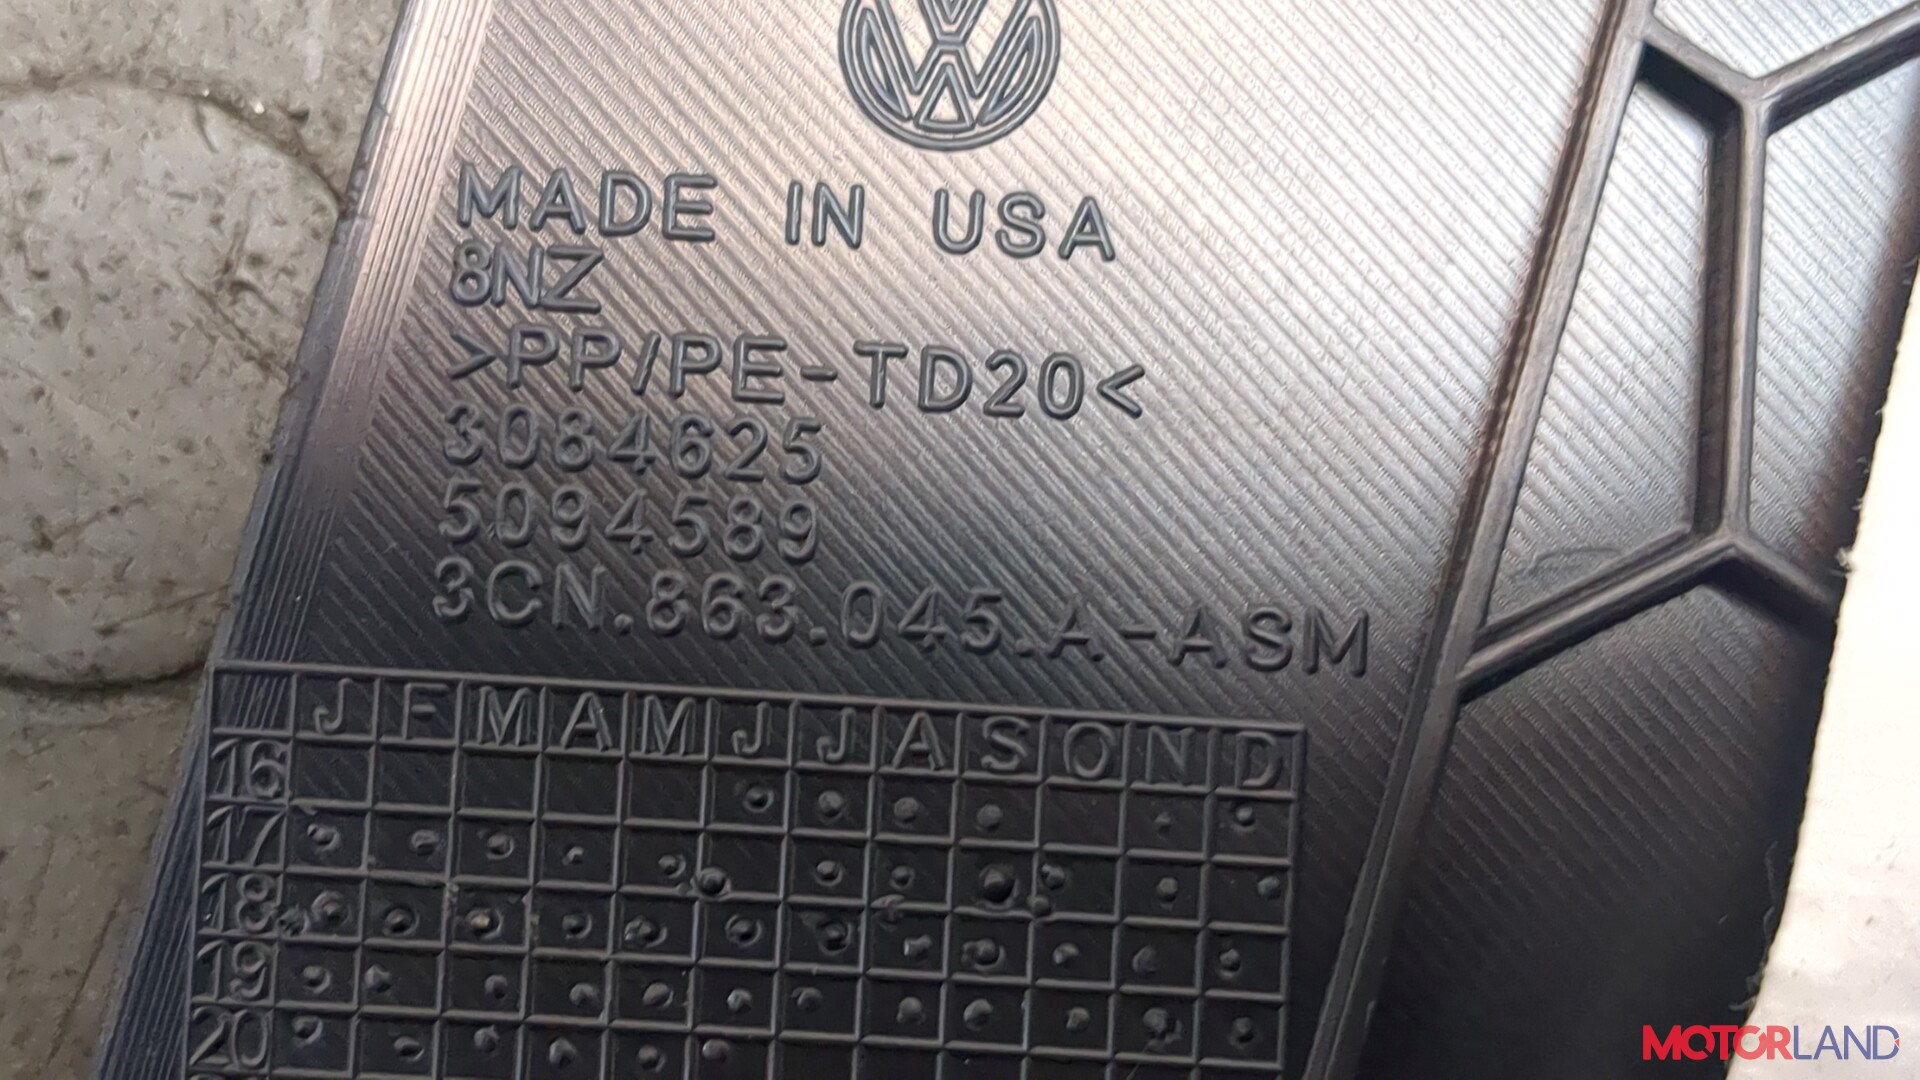 MADE IN USA
8NZ
>PP/PE-TD20<
3084625
5094589
3CN.863.045.A-ASM
J F M A M J J A S O N D
16
17
18
19
20
MOTORLAND